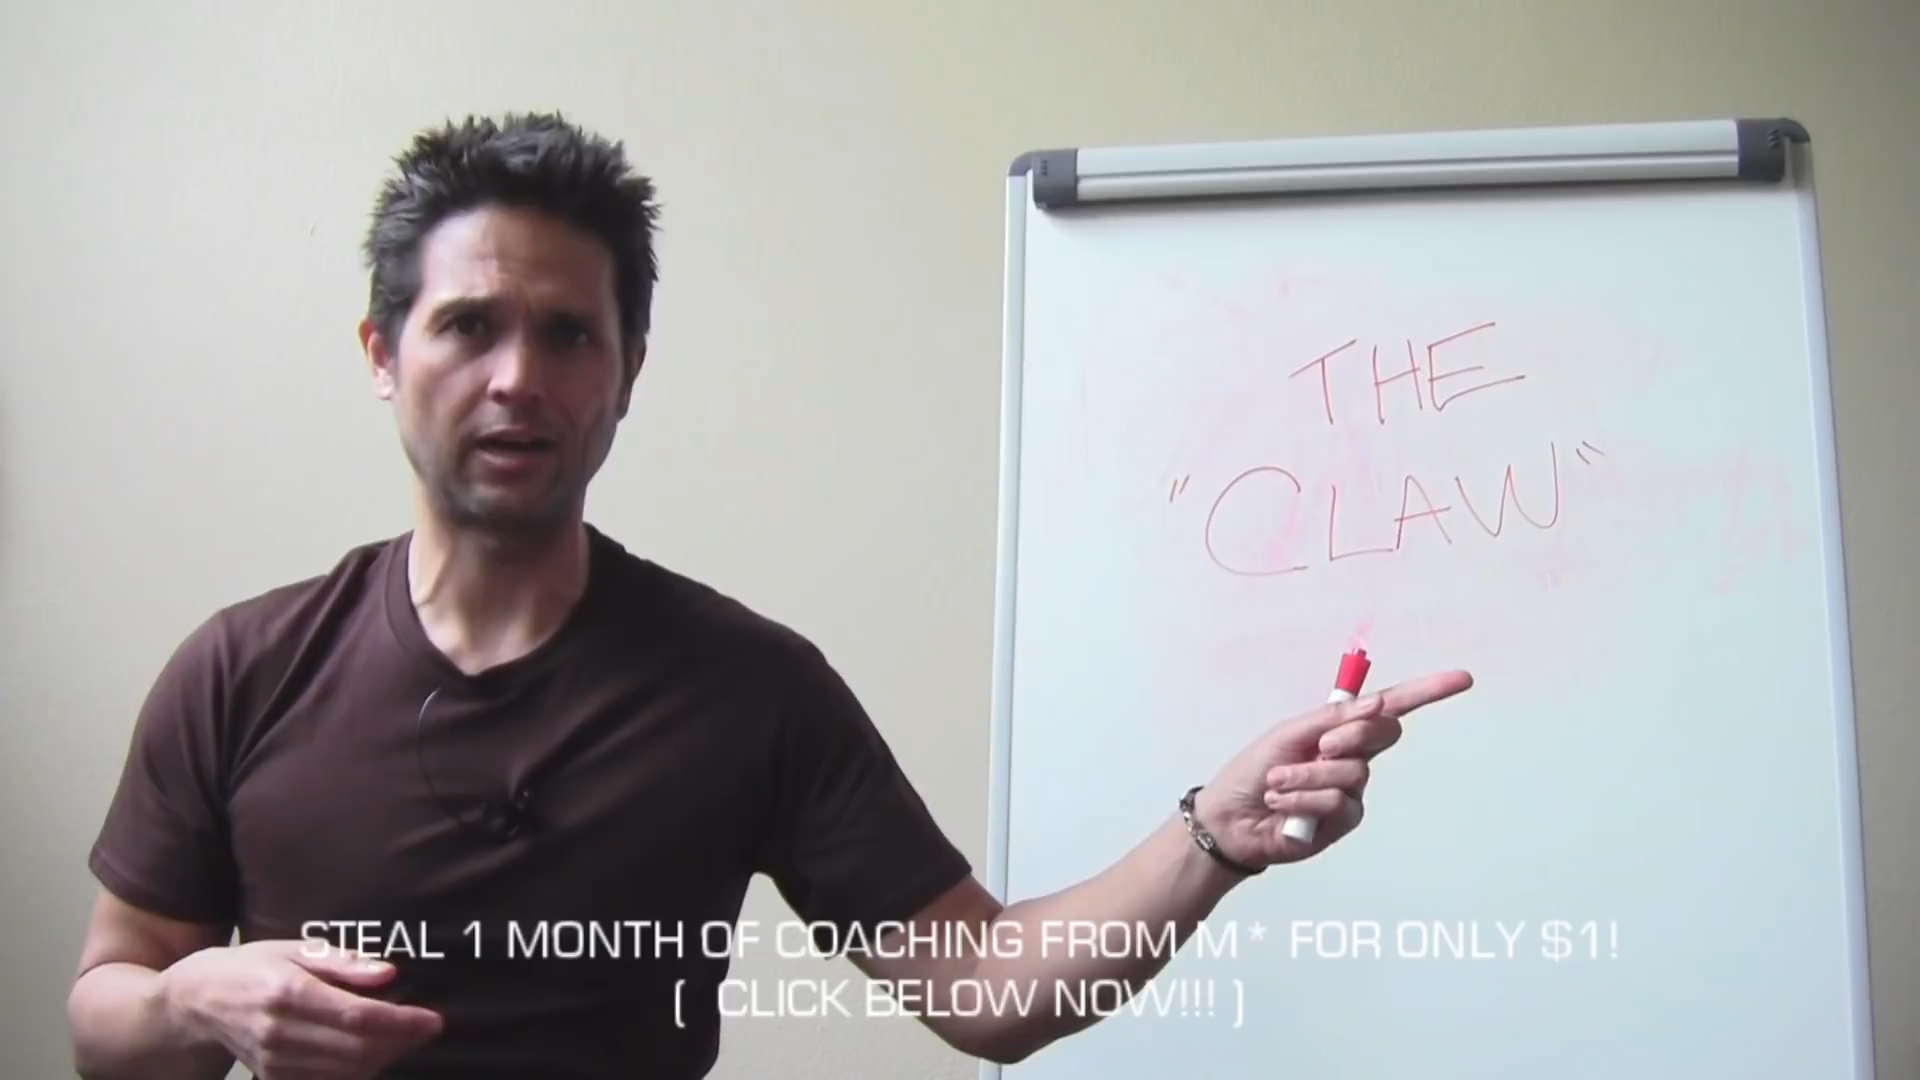 THE
"CLAW"
STEAL 1 MONTH OF COACHING FROM M* FOR ONLY $1!
( CLICK BELOW NOW!!! )